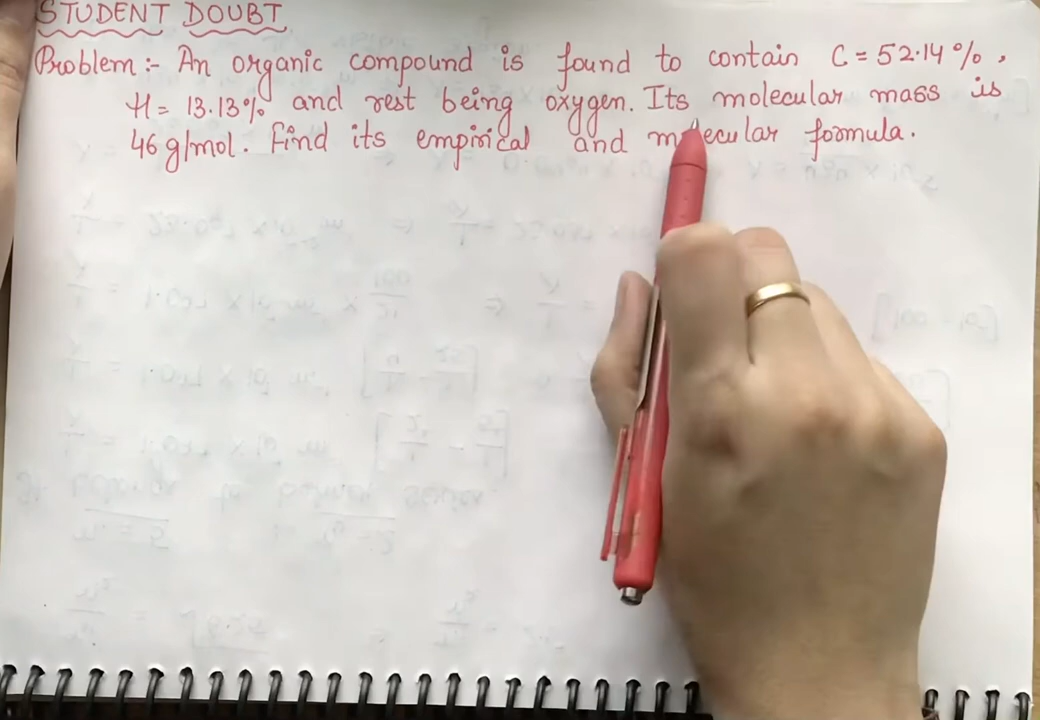 STUDENT DOUBT
Problem:- An organic compound is found to contain C = 52.14%,
H = 13.13% and rest being oxygen. Its molecular mass is
46 g/mol. Find its empirical and molecular formula.